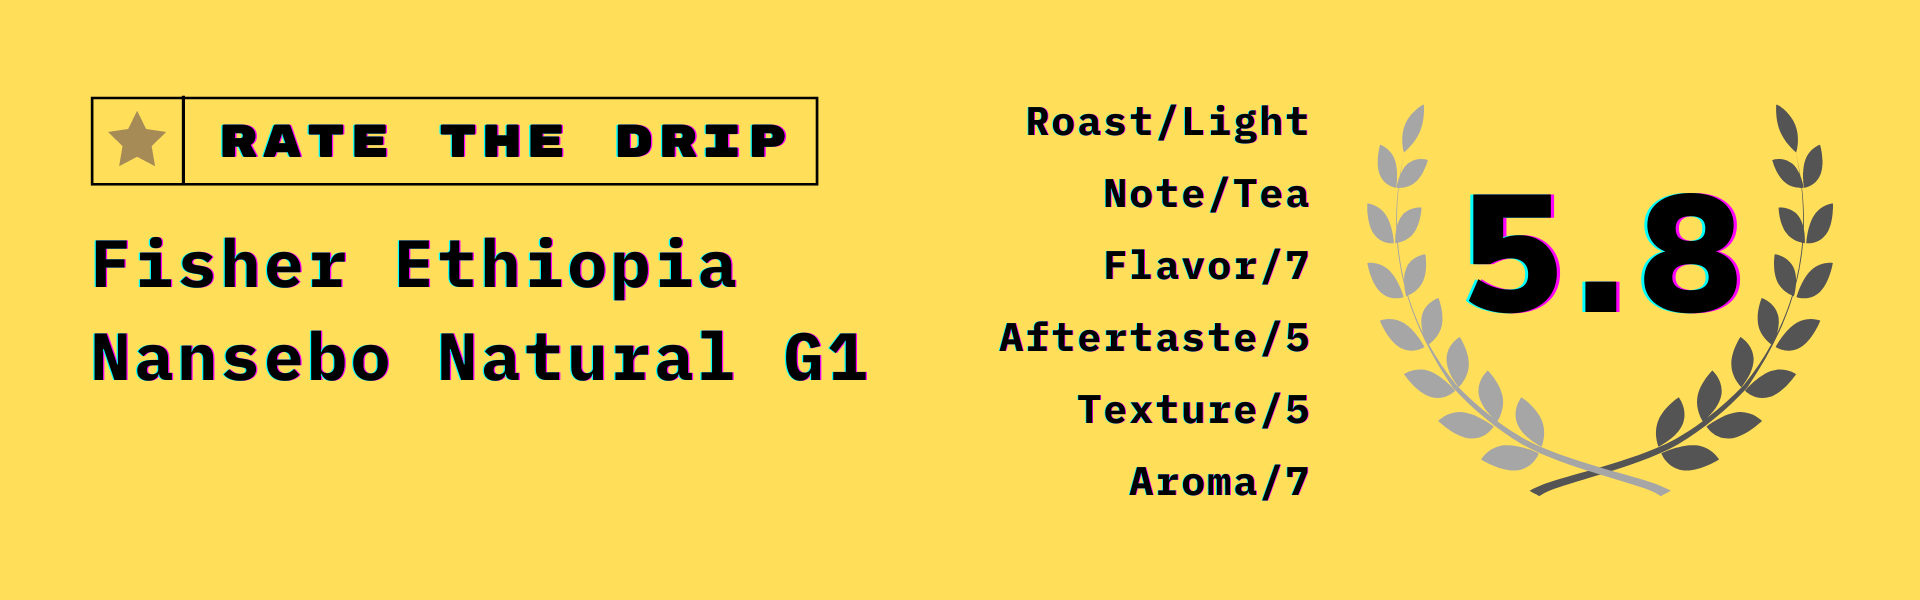 RATE THE DRIP
Fisher Ethiopia
Nansebo Natural G1
Roast/Light
Note/Tea
Flavor/7
Aftertaste/5
Texture/5
Aroma/7
5.8